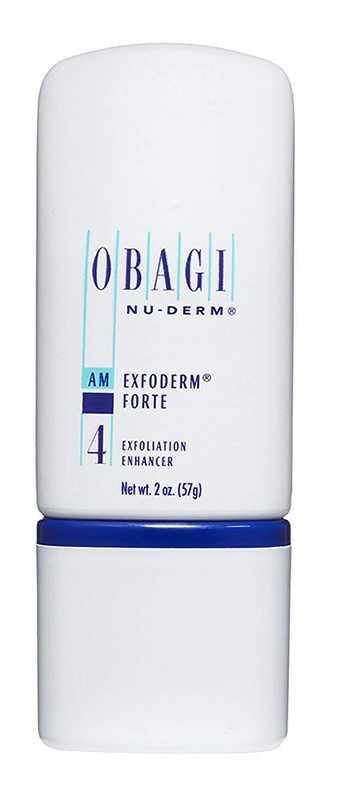 OBAGI
NU-DERM®
AM
EXFODERM®
FORTE
4
EXFOLIATION
ENHANCER
Net wt. 2 oz. (57g)